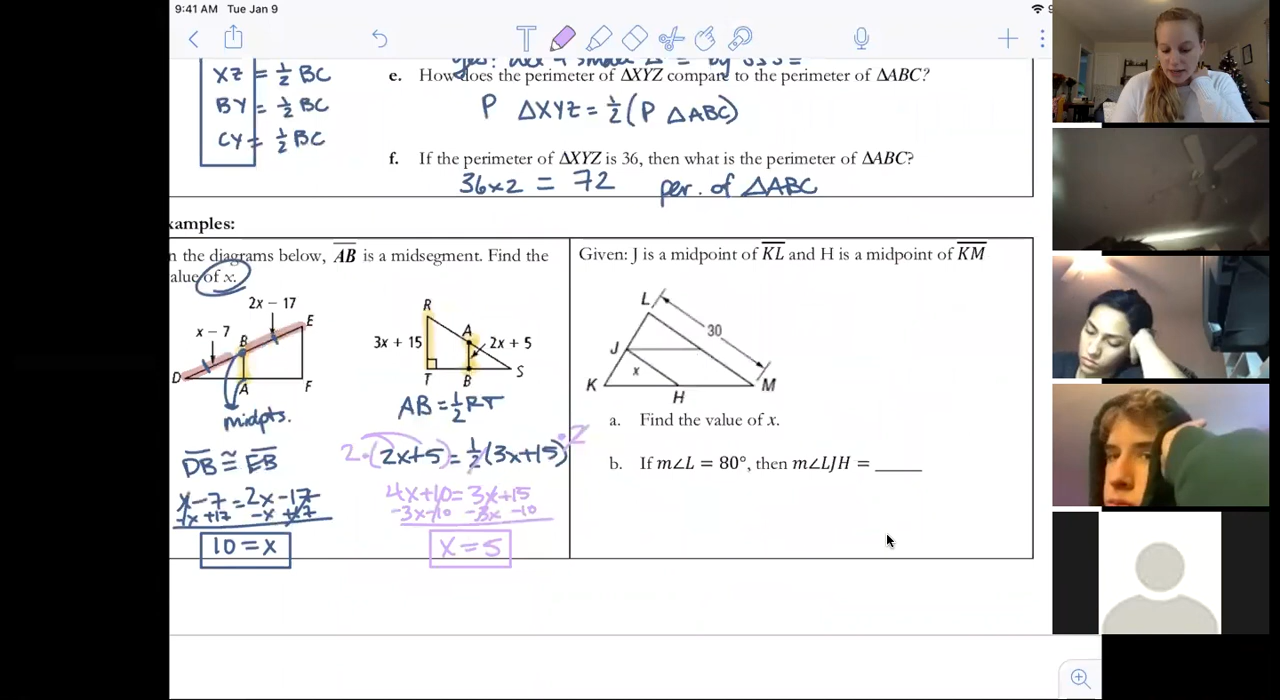 9:41 AM Tue Jan 9
XZ = ½ BC
BY = ½ BC
CY = ½ BC
e. How does the perimeter of ΔXYZ compare to the perimeter of ΔABC?
P ΔXYZ = ½ (P ΔABC)
f. If the perimeter of ΔXYZ is 36, then what is the perimeter of ΔABC?
36×2 = 72 per. of ΔABC
xamples:
n the diagrams below, AB is a midsegment. Find the
alue of x.
2x − 17
x − 7
B
E
D
A
F
midpts.
DB ≅ EB
x−7=2x−17
-x +17 -x +17
10=x
R
3x + 15
A
2x + 5
T
B
S
AB=½RT
2·(2x+5)=½(3x+15)·2
4x+10=3x+15
-3x-10 -3x -10
x=5
Given: J is a midpoint of KL and H is a midpoint of KM
L
30
J
x
K
H
M
a. Find the value of x.
b. If m∠L = 80°, then m∠LJH = ______